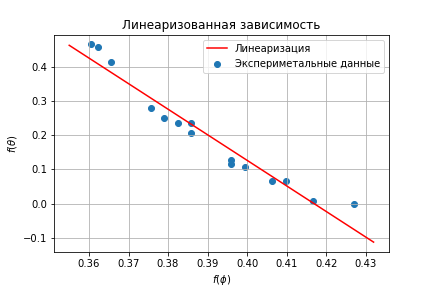 Линеаризованная зависимость
Линеаризация
Экспериметальные данные
f(θ)
0.4
0.3
0.2
0.1
0.0
−0.1
0.36 0.37 0.38 0.39 0.40 0.41 0.42 0.43
f(ϕ)